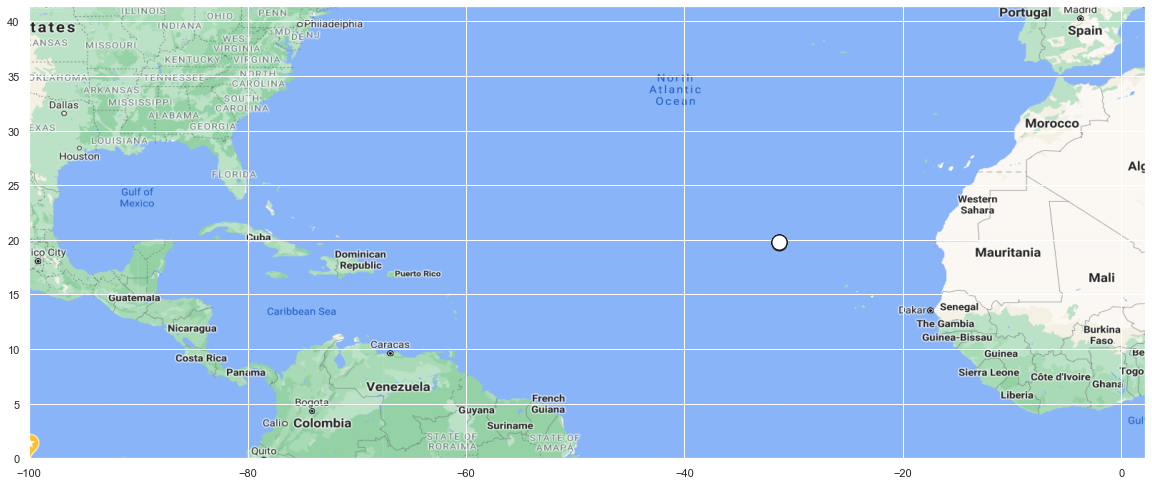 40
35
30
25
20
15
10
5
0
ILLINOIS
OHIO
PENN
Philadelphia
tates
INDIANA
MD
DE
NJ
KANSAS
MISSOURI
WEST
VIRGINIA
KENTUCKY
VIRGINIA
OKLAHOMA
TENNESSEE
NORTH
CAROLINA
ARKANSAS
MISSISSIPPI
SOUTH
CAROLINA
Dallas
ALABAMA
EXAS
GEORGIA
LOUISIANA
Houston
FLORIDA
Gulf of
Mexico
Cuba
ico City
Dominican
Republic
Puerto Rico
Guatemala
Caribbean Sea
Nicaragua
Costa Rica
Panama
Caracas
Venezuela
Bogota
Cali
Colombia
Guyana
French
Guiana
Suriname
STATE OF
RORAIMA
STATE OF
AMAPA
Quito
North
Atlantic
Ocean
Portugal
Madrid
Spain
Morocco
Alg
Western
Sahara
Mauritania
Mali
Dakar
Senegal
The Gambia
Guinea-Bissau
Burkina
Faso
Guinea
Be
Sierra Leone
Côte d'Ivoire
Togo
Ghana
Liberia
Gulf
−100
−80
−60
−40
−20
0